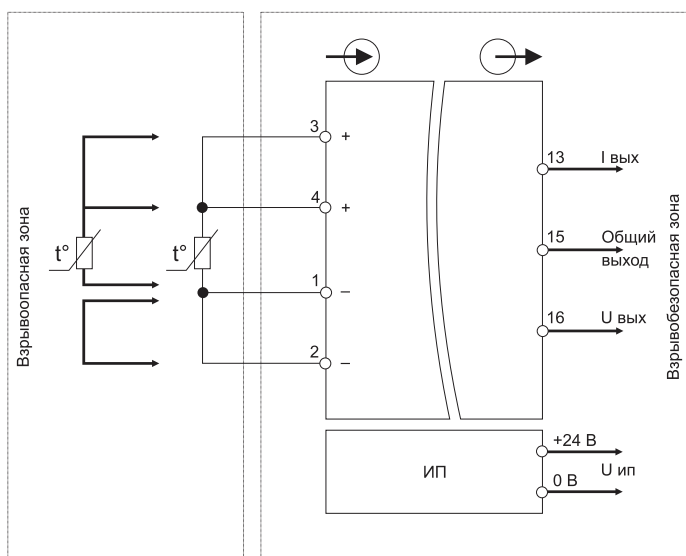 Взрывоопасная зона
t°
t°
3
+
4
+
1
–
2
–
13
I вых
15
Общий
выход
16
U вых
Взрывобезопасная зона
ИП
+24 В
U ип
0 В